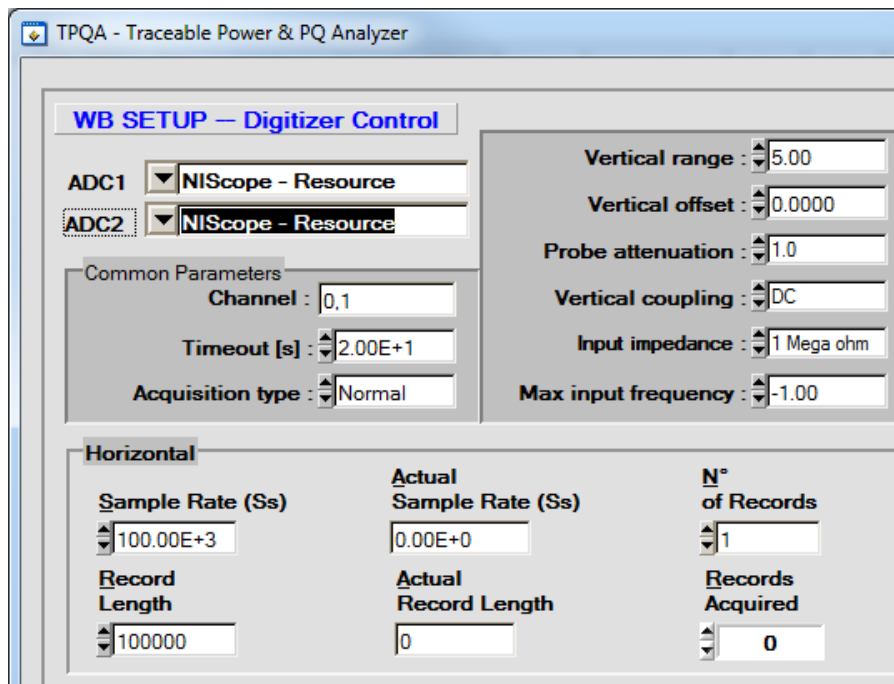 TPQA - Traceable Power & PQ Analyzer
WB SETUP -- Digitizer Control
ADC1 NIScope - Resource
ADC2 NIScope - Resource
Common Parameters
Channel : 0,1
Timeout [s] : 2.00E+1
Acquisition type : Normal
Vertical range : 5.00
Vertical offset : 0.0000
Probe attenuation : 1.0
Vertical coupling : DC
Input impedance : 1 Mega ohm
Max input frequency : -1.00
Horizontal
Sample Rate (Ss)
100.00E+3
Actual
Sample Rate (Ss)
0.00E+0
N°
of Records
1
Record
Length
100000
Actual
Record Length
0
Records
Acquired
0